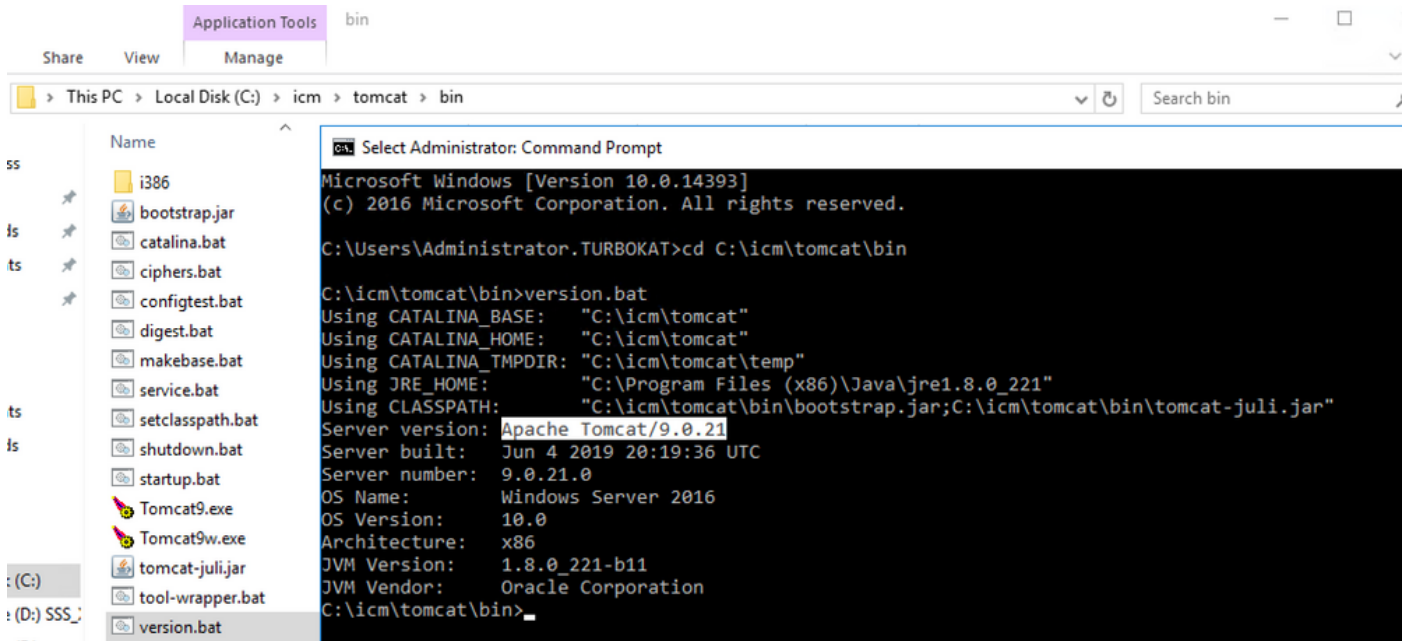 Application Tools bin
Share View Manage
> This PC > Local Disk (C:) > icm > tomcat > bin Search bin
Name
ss
i386
bootstrap.jar
ds
catalina.bat
ts
ciphers.bat
configtest.bat
digest.bat
makebase.bat
service.bat
ts
setclasspath.bat
ds
shutdown.bat
startup.bat
Tomcat9.exe
Tomcat9w.exe
tomcat-juli.jar
(C:)
tool-wrapper.bat
(D:) SSS_
version.bat
Select Administrator: Command Prompt
Microsoft Windows [Version 10.0.14393]
(c) 2016 Microsoft Corporation. All rights reserved.
C:\Users\Administrator.TURBOKAT>cd C:\icm\tomcat\bin
C:\icm\tomcat\bin>version.bat
Using CATALINA_BASE: "C:\icm\tomcat"
Using CATALINA_HOME: "C:\icm\tomcat"
Using CATALINA_TMPDIR: "C:\icm\tomcat\temp"
Using JRE_HOME: "C:\Program Files (x86)\Java\jre1.8.0_221"
Using CLASSPATH: "C:\icm\tomcat\bin\bootstrap.jar;C:\icm\tomcat\bin\tomcat-juli.jar"
Server version: Apache Tomcat/9.0.21
Server built: Jun 4 2019 20:19:36 UTC
Server number: 9.0.21.0
OS Name: Windows Server 2016
OS Version: 10.0
Architecture: x86
JVM Version: 1.8.0_221-b11
JVM Vendor: Oracle Corporation
C:\icm\tomcat\bin>